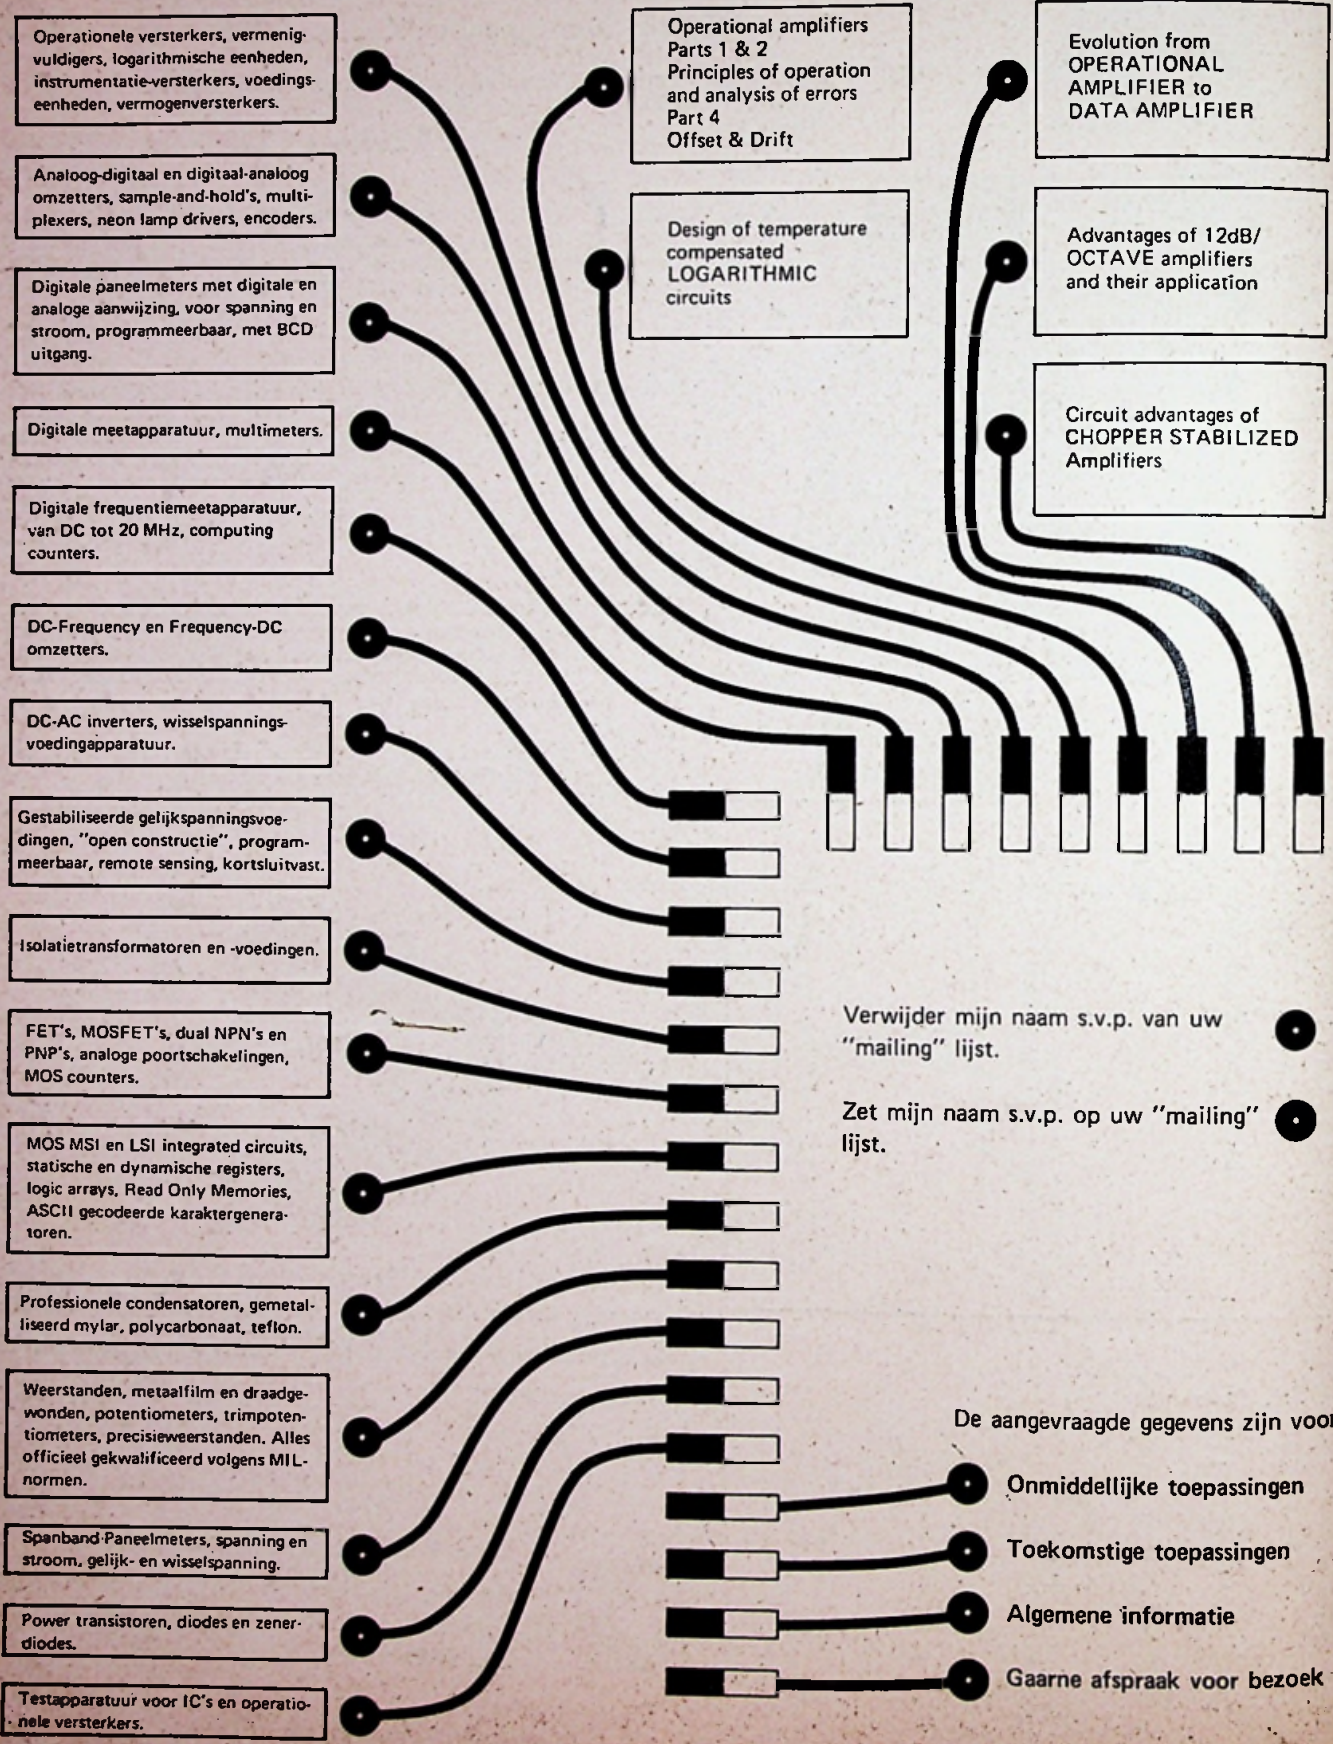 Operationele versterkers, vermenig-
vuldigers, logarithmische eenheden,
instrumentatie-versterkers, voedings-
eenheden, vermogenversterkers.
Analoog-digitaal en digitaal-analoog
omzetters, sample-and-hold's, multi-
plexers, neon lamp drivers, encoders.
Digitale paneelmeters met digitale en
analoge aanwijzing, voor spanning en
stroom, programmeerbaar, met BCD
uitgang.
Digitale meetapparatuur, multimeters.
Digitale frequentiemeetapparatuur,
van DC tot 20 MHz, computing
counters.
DC-Frequency en Frequency-DC
omzetters.
DC-AC inverters, wisselspannings-
voedingapparatuur.
Gestabiliseerde gelijkspanningsvoe-
dingen, "open constructie", program-
meerbaar, remote sensing, kortsluitvast.
Isolatietransformatoren en -voedingen.
FET's, MOSFET's, dual NPN's en
PNP's, analoge poortschakelingen,
MOS counters.
MOS MSI en LSI integrated circuits,
statische en dynamische registers,
logic arrays, Read Only Memories,
ASCII gecodeerde karaktergenera-
toren.
Professionele condensatoren, gemetal-
liseerd mylar, polycarbonaat, teflon.
Weerstanden, metaalfilm en draadge-
wonden, potentiometers, trimpoten-
tiometers, precisieweerstanden. Alles
officieel gekwalificeerd volgens MIL-
normen.
Spanband-Paneelmeters, spanning en
stroom, gelijk- en wisselspanning.
Power transistoren, diodes en zener-
diodes.
Testapparatuur voor IC's en operatio-
nele versterkers.
Operational amplifiers
Parts 1 & 2
Principles of operation
and analysis of errors
Part 4
Offset & Drift
Design of temperature
compensated
LOGARITHMIC
circuits
Evolution from
OPERATIONAL
AMPLIFIER to
DATA AMPLIFIER
Advantages of 12dB/
OCTAVE amplifiers
and their application
Circuit advantages of
CHOPPER STABILIZED
Amplifiers
Verwijder mijn naam s.v.p. van uw
"mailing" lijst.
Zet mijn naam s.v.p. op uw "mailing"
lijst.
De aangevraagde gegevens zijn voor
Onmiddellijke toepassingen
Toekomstige toepassingen
Algemene informatie
Gaarne afspraak voor bezoek